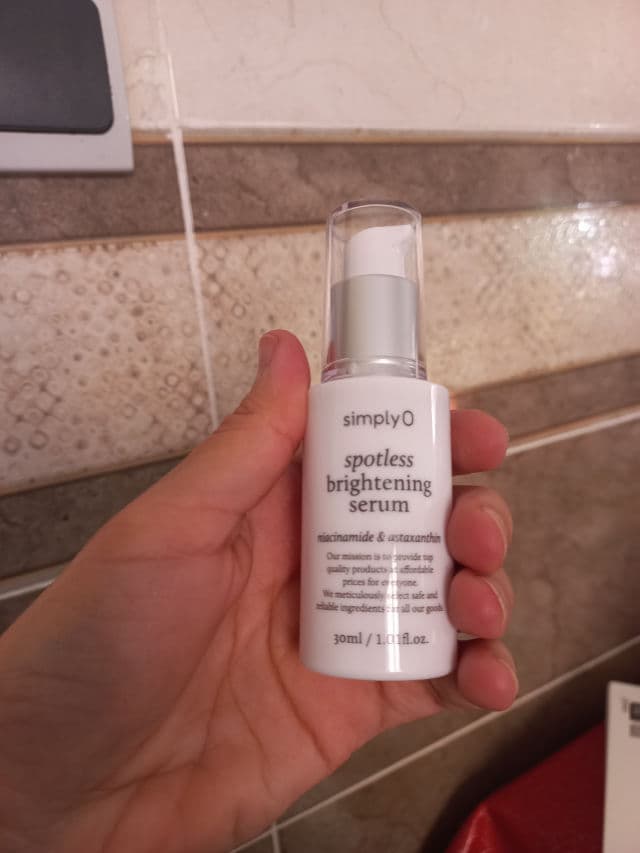 simplyO
spotless
brightening
serum
niacinamide & astaxanthin
Our mission is to provide top
quality products at affordable
prices for everyone.
We meticulously select safe and
reliable ingredients for all our goods.
30ml / 1.01fl.oz.